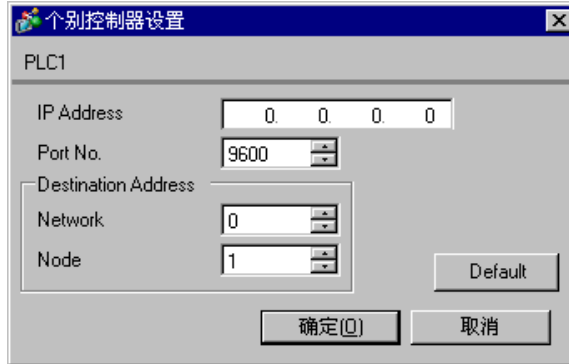 个别控制器设置
PLC1
IP Address 0. 0. 0. 0
Port No. 9600
Destination Address
Network 0
Node 1
Default
确定(O) 取消